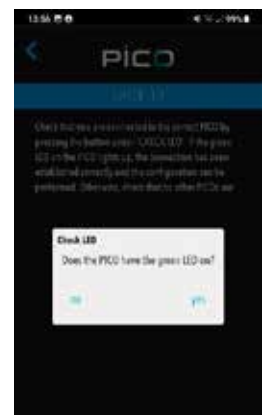 13:56 99%
PICO
CHECK LED
Check that you are connected to the correct PICO by
pressing the button under "CHECK LED". If the green
LED on the PICO lights up, the connection has been
established correctly and the configuration can be
performed. Otherwise, check that no other PICOs are
Check LED
Does the PICO have the green LED on?
no yes